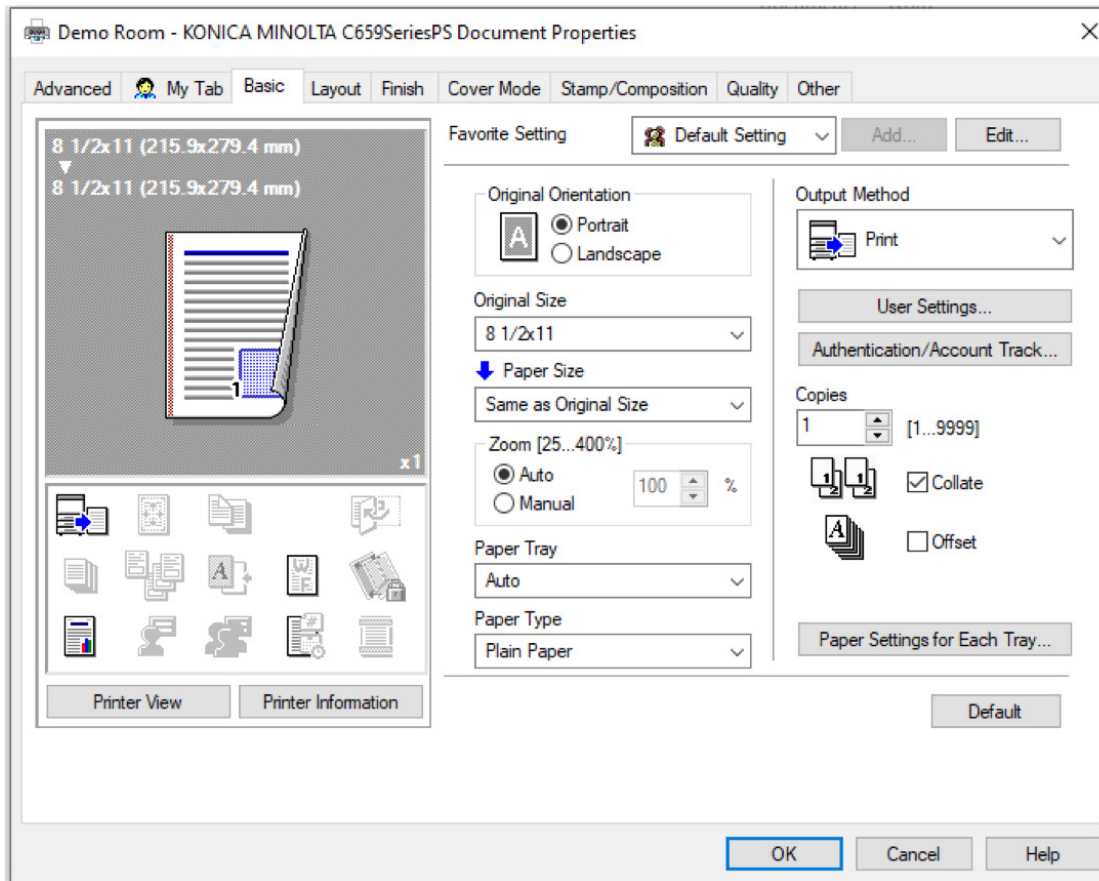 Demo Room - KONICA MINOLTA C659SeriesPS Document Properties
Advanced My Tab Basic Layout Finish Cover Mode Stamp/Composition Quality Other
8 1/2x11 (215.9x279.4 mm)
8 1/2x11 (215.9x279.4 mm)
1
x1
Printer View Printer Information
Favorite Setting Default Setting Add... Edit...
Original Orientation
A Portrait
Landscape
Original Size
8 1/2x11
Paper Size
Same as Original Size
Zoom [25...400%]
Auto
100 %
Manual
Paper Tray
Auto
Paper Type
Plain Paper
Output Method
Print
User Settings...
Authentication/Account Track...
Copies
1 [1...9999]
Collate
Offset
Paper Settings for Each Tray...
Default
OK Cancel Help